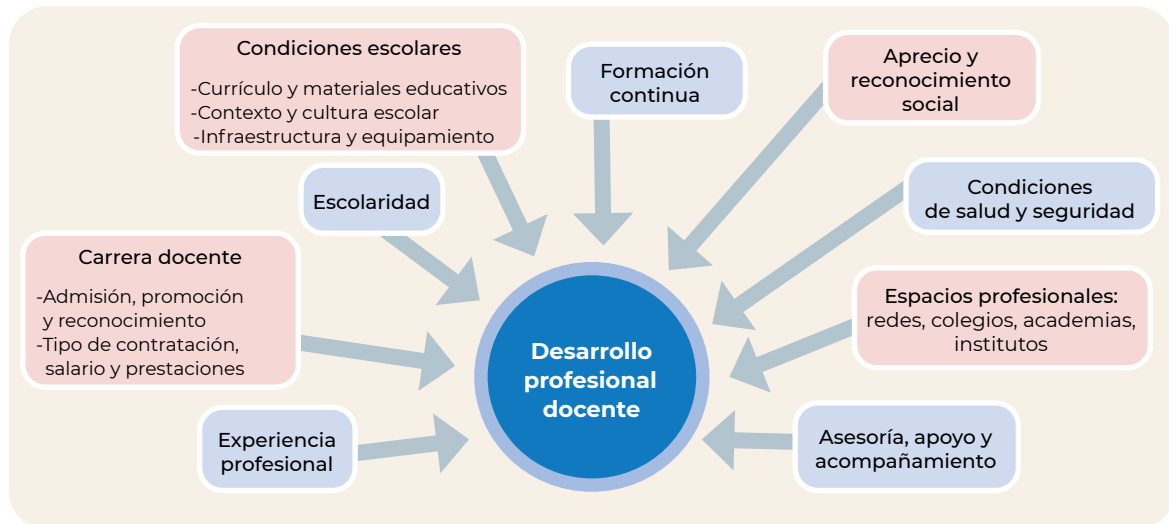 Condiciones escolares
-Currículo y materiales educativos
-Contexto y cultura escolar
-Infraestructura y equipamiento
Formación
continua
Aprecio y
reconocimiento
social
Escolaridad
Condiciones
de salud y seguridad
Carrera docente
-Admisión, promoción
y reconocimiento
-Tipo de contratación,
salario y prestaciones
Espacios profesionales:
redes, colegios, academias,
institutos
Desarrollo
profesional
docente
Experiencia
profesional
Asesoría, apoyo y
acompañamiento